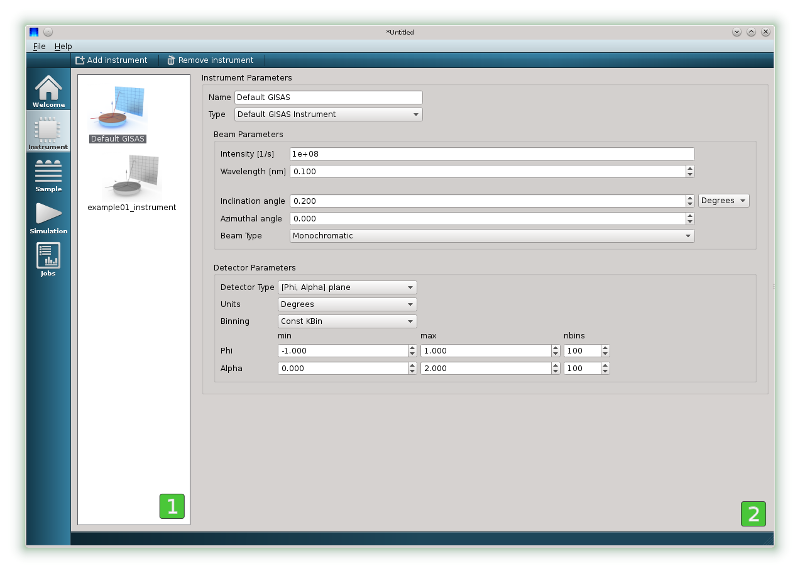 *Untitled
File Help
Add instrument Remove instrument
Welcome
Instrument
Sample
Simulation
Jobs
Default GISAS
example01_instrument
1
Instrument Parameters
Name Default GISAS
Type Default GISAS Instrument
Beam Parameters
Intensity [1/s] 1e+08
Wavelength [nm] 0.100
Inclination angle 0.200 Degrees
Azmuthal angle 0.000
Beam Type Monochromatic
Detector Parameters
Detector Type [Phi, Alpha] plane
Units Degrees
Binning Const KBin
min max nbins
Phi -1.000 1.000 100
Alpha 0.000 2.000 100
2